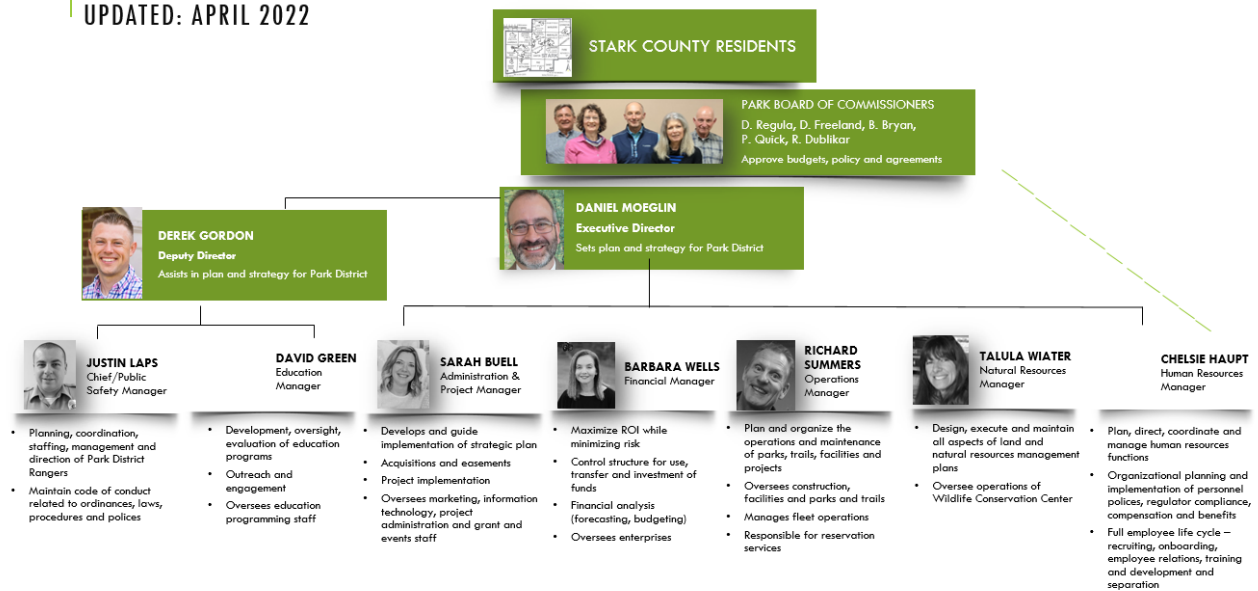 UPDATED: APRIL 2022
STARK COUNTY RESIDENTS
PARK BOARD OF COMMISSIONERS
D. Regula, D. Freeland, B. Bryan,
P. Quick, R. Dublikar
Approve budgets, policy and agreements
DANIEL MOEGLIN
Executive Director
Sets plan and strategy for Park District
DEREK GORDON
Deputy Director
Assists in plan and strategy for Park District
JUSTIN LAPS
Chief/Public
Safety Manager
• Planning, coordination,
staffing, management and
direction of Park District
Rangers
• Maintain code of conduct
related to ordinances, laws,
procedures and polices
DAVID GREEN
Education
Manager
• Development, oversight,
evaluation of education
programs
• Outreach and
engagement
• Oversees education
programming staff
SARAH BUELL
Administration &
Project Manager
• Develops and guide
implementation of strategic plan
• Acquisitions and easements
• Project implementation
• Oversees marketing, information
technology, project
administration and grant and
events staff
BARBARA WELLS
Financial Manager
• Maximize ROI while
minimizing risk
• Control structure for use,
transfer and investment of
funds
• Financial analysis
(forecasting, budgeting)
• Oversees enterprises
RICHARD
SUMMERS
Operations
Manager
• Plan and organize the
operations and maintenance
of parks, trails, facilities and
projects
• Oversees construction,
facilities and parks and trails
• Manages fleet operations
• Responsible for reservation
services
TALULA WIATER
Natural Resources
Manager
• Design, execute and maintain
all aspects of land and
natural resources management
plans
• Oversee operations of
Wildlife Conservation Center
CHELSIE HAUPT
Human Resources
Manager
• Plan, direct, coordinate and
manage human resources
functions
• Organizational planning and
implementation of personnel
polices, regulator compliance,
compensation and benefits
• Full employee life cycle –
recruiting, onboarding,
employee relations, training
and development and
separation